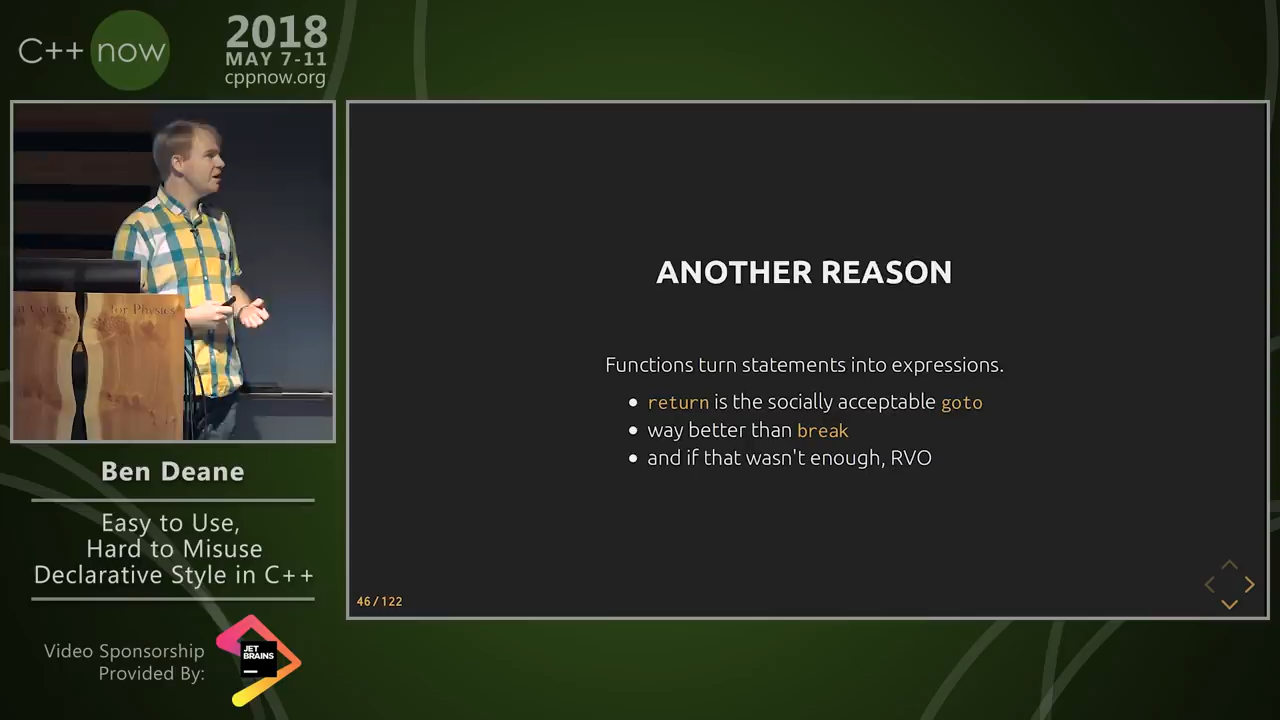 C++ now
2018
MAY 7-11
cppnow.org
for Physics
Ben Deane
Easy to Use,
Hard to Misuse
Declarative Style in C++
Video Sponsorship
Provided By:
JET
BRAINS
ANOTHER REASON
Functions turn statements into expressions.
return is the socially acceptable goto
way better than break
and if that wasn't enough, RVO
46/122